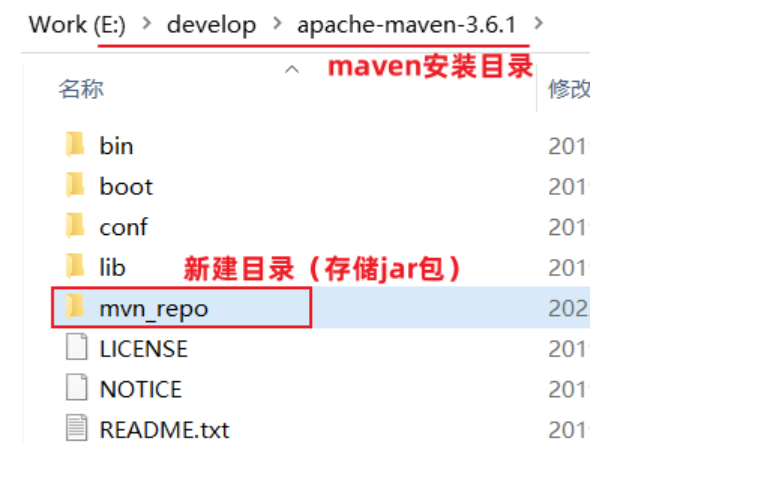 Work (E:) > develop > apache-maven-3.6.1 >
maven安装目录
名称 修改
bin 201
boot 201
conf 201
lib 新建目录（存储jar包） 201
mvn_repo 202
LICENSE 201
NOTICE 201
README.txt 201